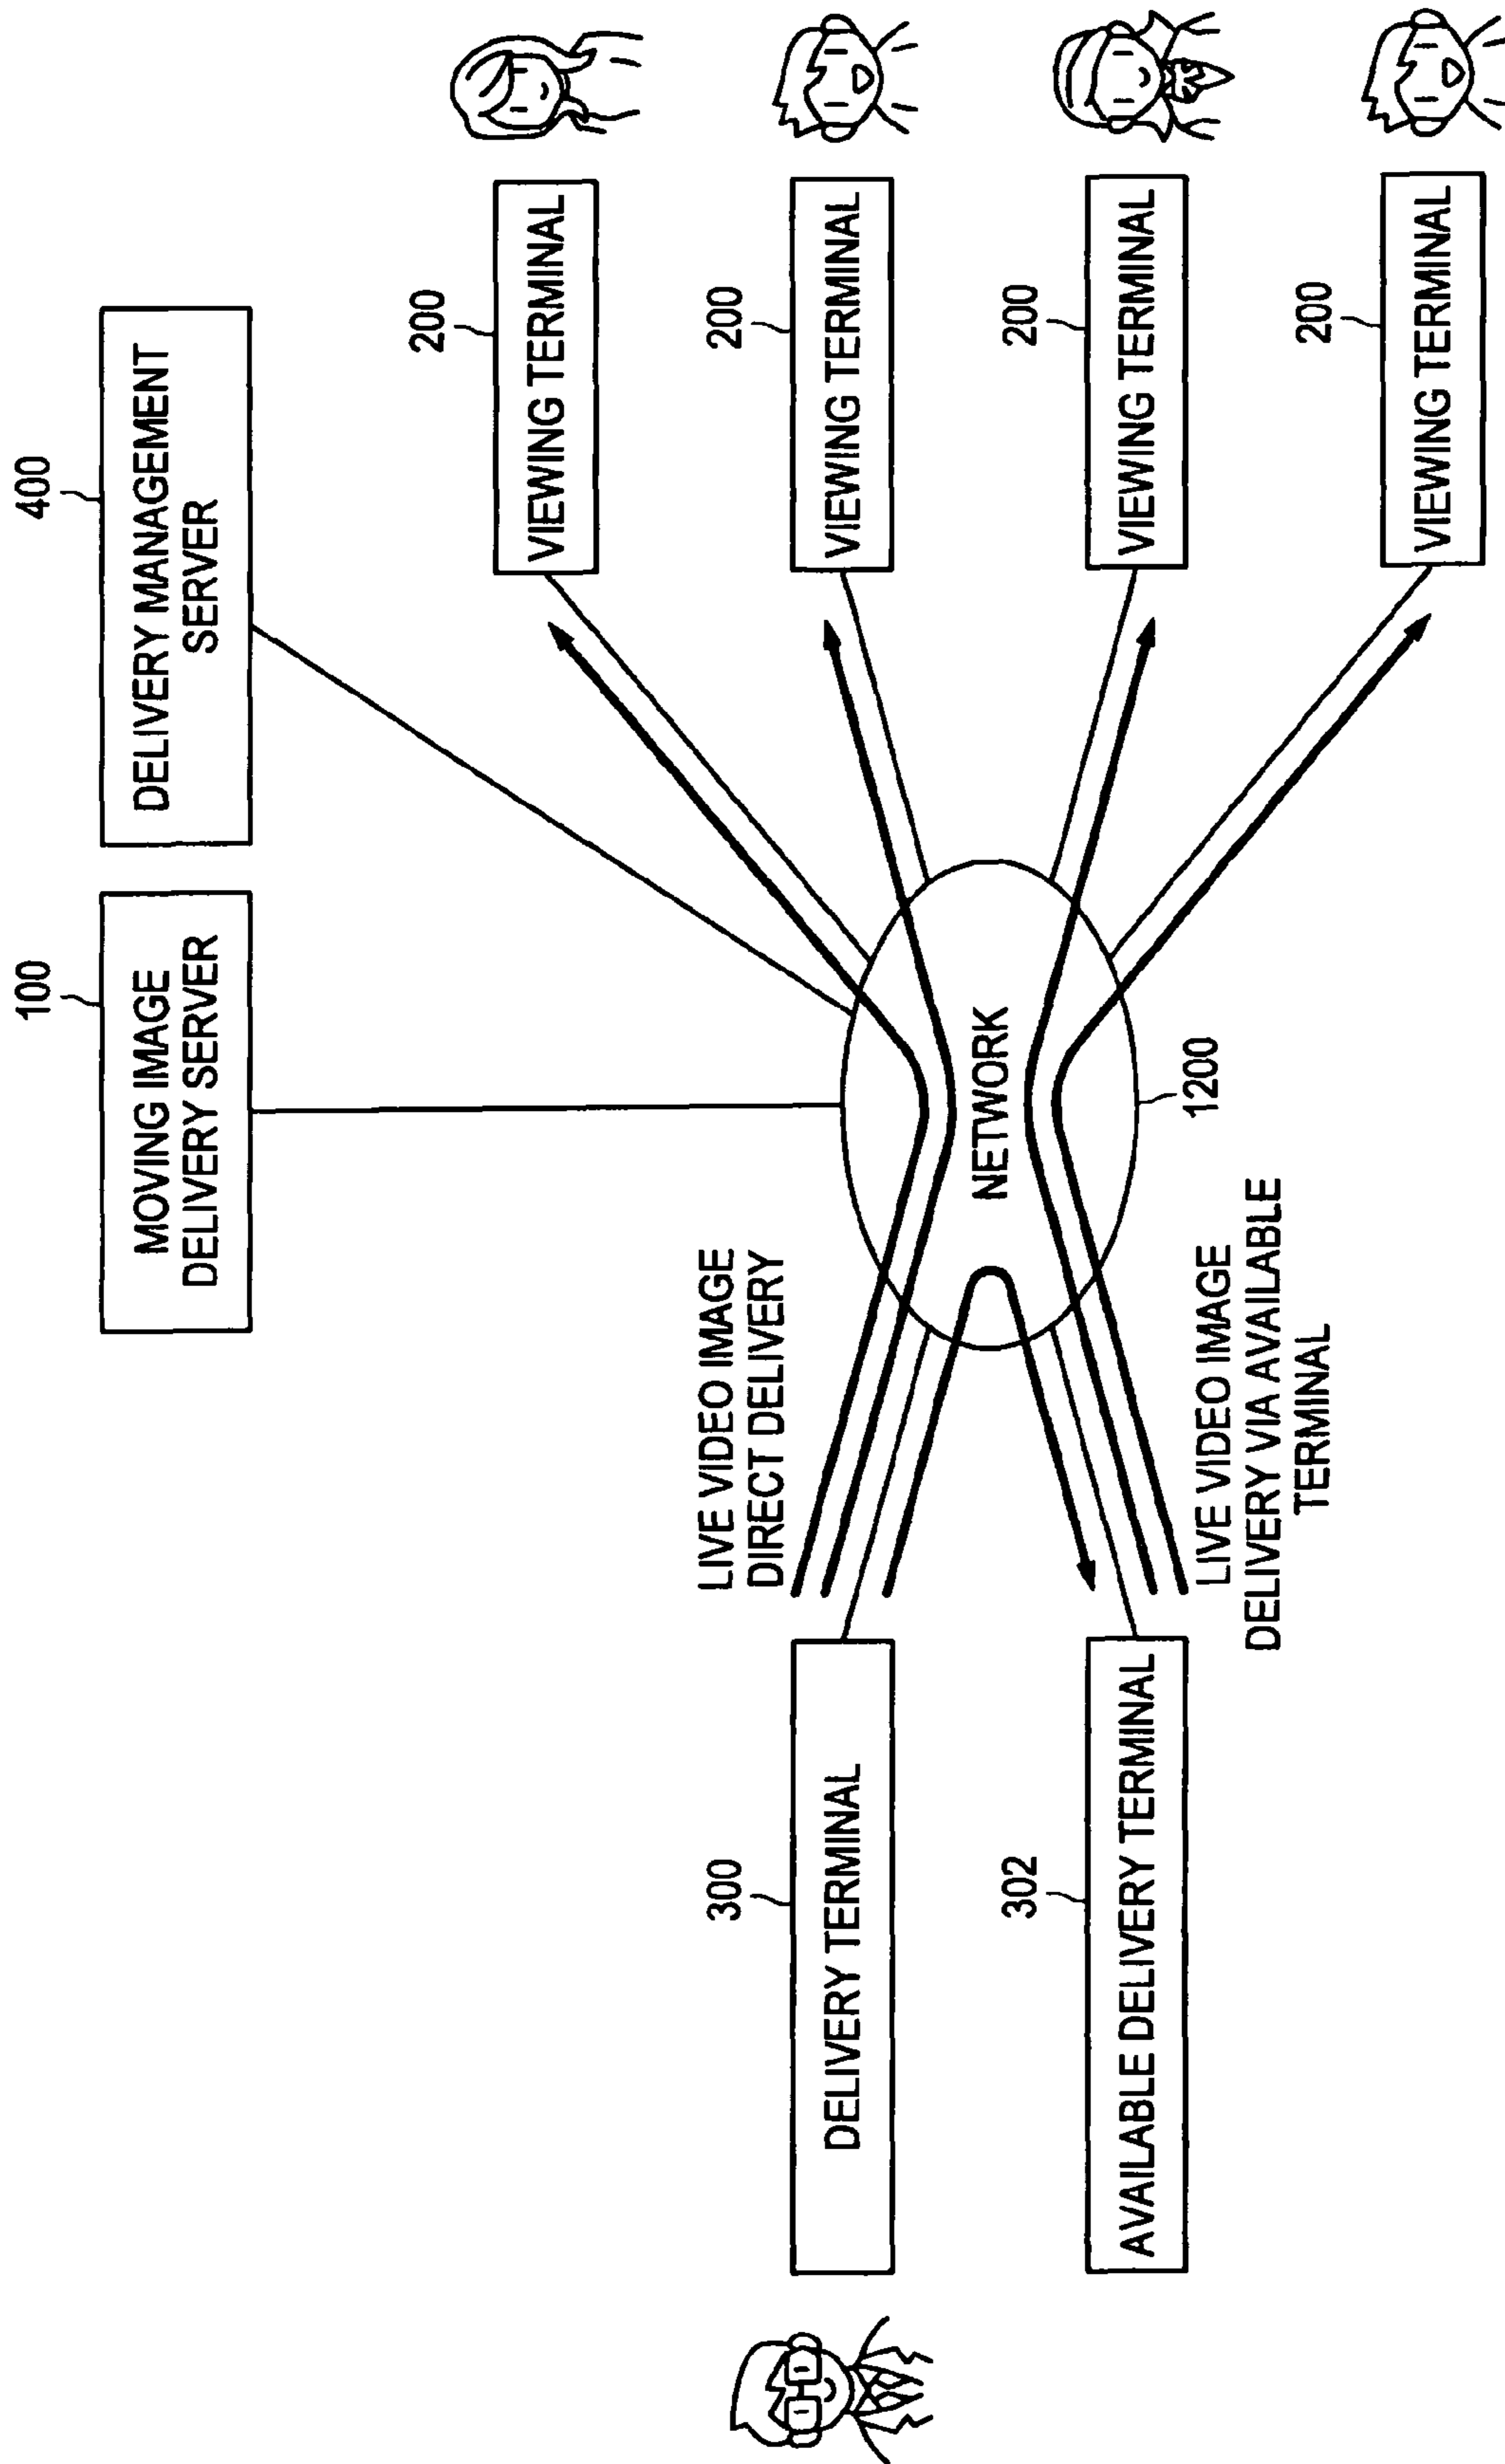 100
MOVING IMAGE
DELIVERY SERVER
400
DELIVERY MANAGEMENT
SERVER
200
VIEWING TERMINAL
300
DELIVERY TERMINAL
LIVE VIDEO IMAGE
DIRECT DELIVERY
200
VIEWING TERMINAL
NETWORK
302
AVAILABLE DELIVERY TERMINAL
200
VIEWING TERMINAL
1200
LIVE VIDEO IMAGE
DELIVERY VIA AVAILABLE
TERMINAL
200
VIEWING TERMINAL